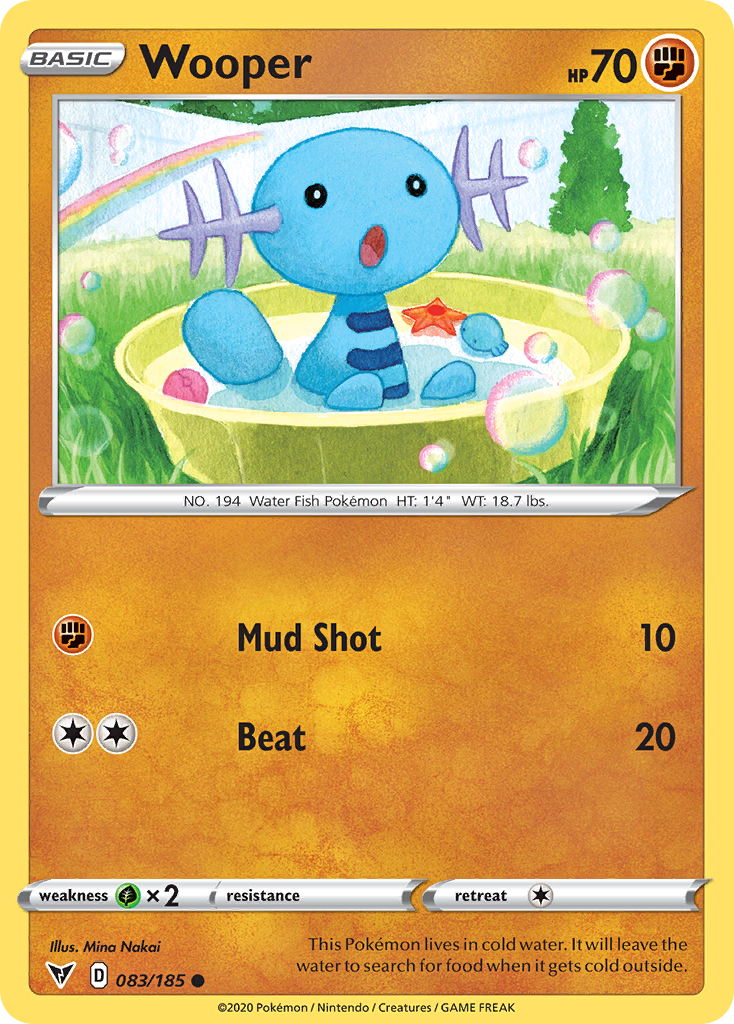 BASIC Wooper HP 70
NO. 194 Water Fish Pokémon HT: 1'4" WT: 18.7 lbs.
Mud Shot 10
Beat 20
weakness ×2 resistance retreat
Illus. Mina Nakai
This Pokémon lives in cold water. It will leave the
water to search for food when it gets cold outside.
D 083/185
©2020 Pokémon / Nintendo / Creatures / GAME FREAK